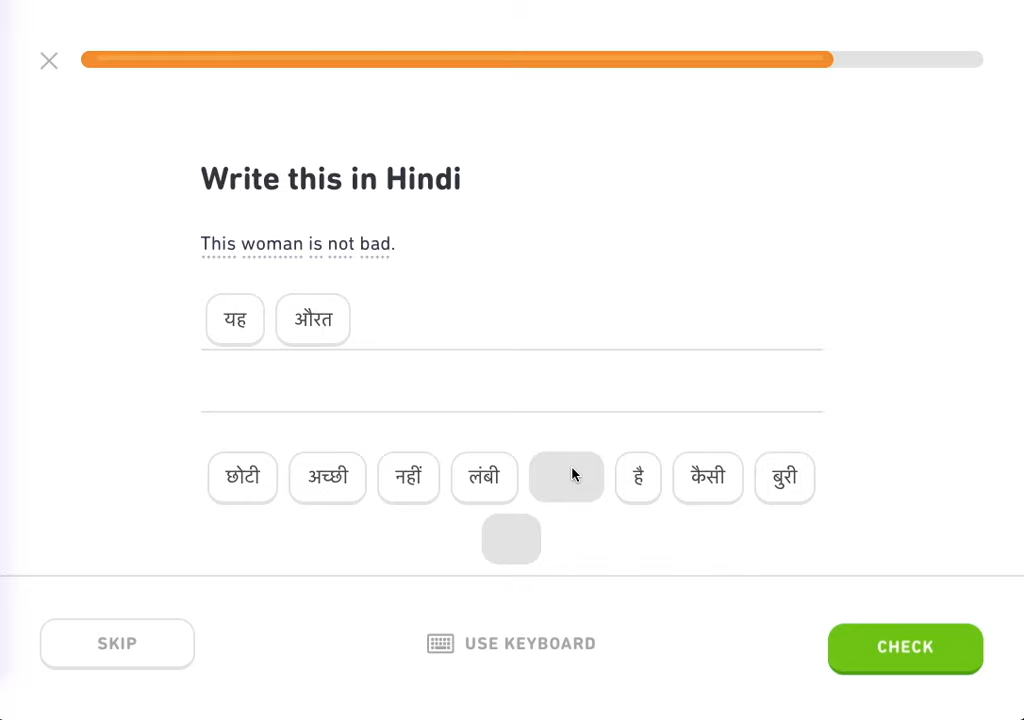 Write this in Hindi
This woman is not bad.
यह औरत
छोटी अच्छी नहीं लंबी है कैसी बुरी
SKIP USE KEYBOARD CHECK